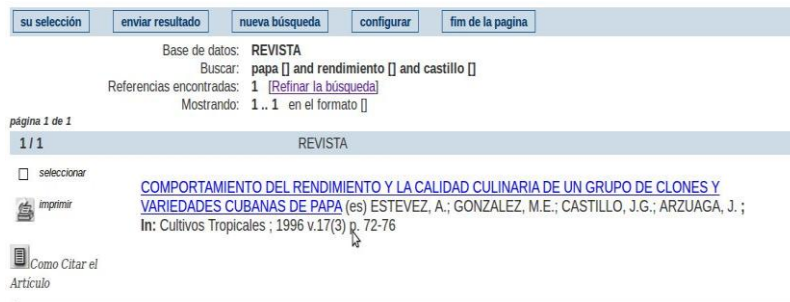 su selección enviar resultado nueva búsqueda configurar fin de la pagina
Base de datos: REVISTA
Buscar: papa [] and rendimiento [] and castillo []
Referencias encontradas: 1 [Refinar la búsqueda]
Mostrando: 1 .. 1 en el formato []
página 1 de 1
1 / 1 REVISTA
seleccionar
imprimir
COMPORTAMIENTO DEL RENDIMIENTO Y LA CALIDAD CULINARIA DE UN GRUPO DE CLONES Y
VARIEDADES CUBANAS DE PAPA (es) ESTEVEZ, A.; GONZALEZ, M.E.; CASTILLO, J.G.; ARZUAGA, J. ;
In: Cultivos Tropicales ; 1996 v.17(3) p. 72-76
Como Citar el
Artículo